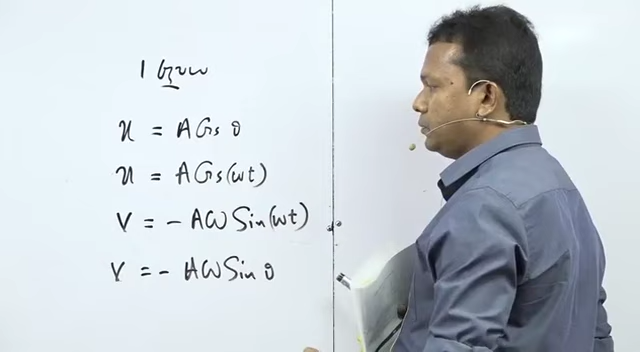 1
x = A Cos θ
x = A Cos(ωt)
V = - Aω Sin(ωt)
V = - Aω Sin θ